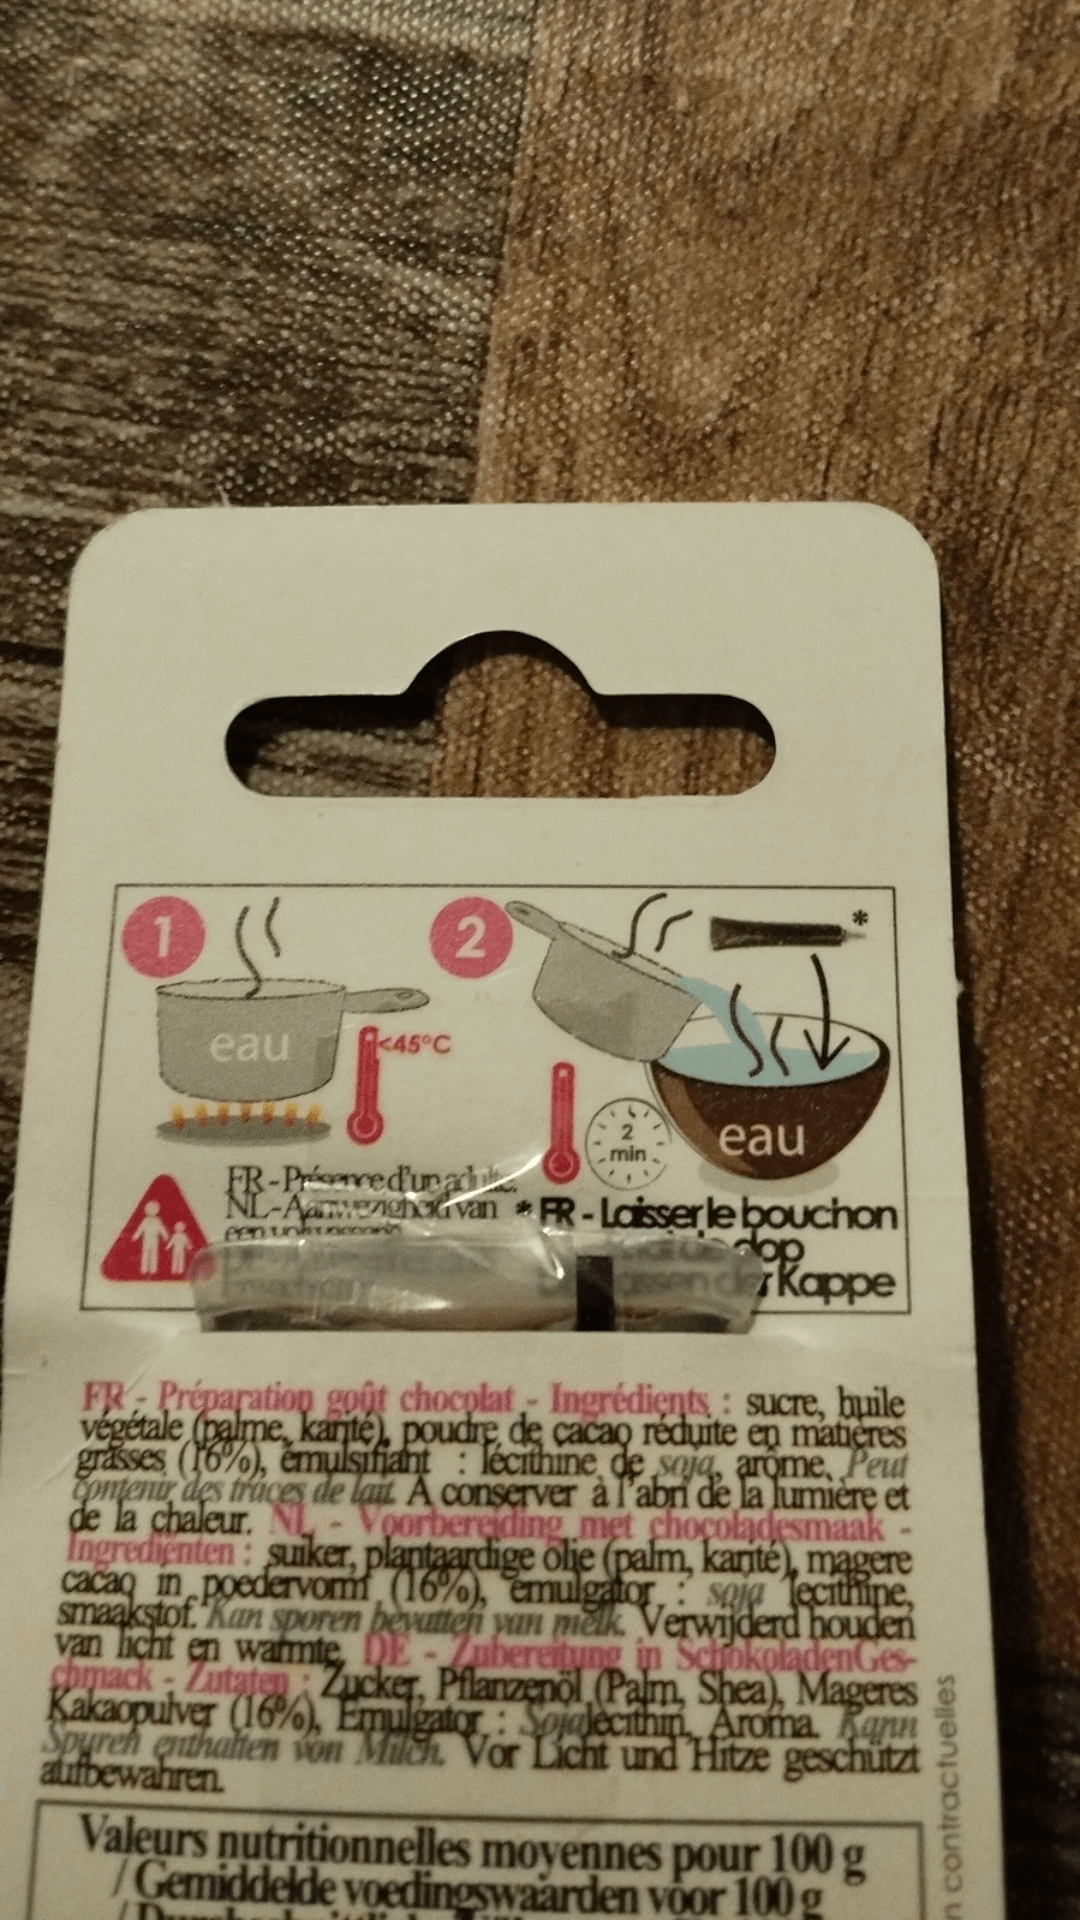 1
2
*
eau
<45°C
2
min
eau
FR - Présence d'un adulte.
NL - Aanwezigheid van
een
* FR - Laisser le bouchon
dop
der Kappe
FR - Préparation goût chocolat - Ingrédients : sucre, huile
végétale (palme, karité), poudre de cacao réduite en matières
grasses (16%), émulsifiant : lécithine de soja, arôme. Peut
contenir des traces de lait. A conserver à l'abri de la lumière et
de la chaleur. NL - Voorbereiding met chocoladesmaak -
Ingrediënten : suiker, plantaardige olie (palm, karité), magere
cacao in poedervorm (16%), emulgator : soja lecithine,
smaakstof. Kan sporen bevatten van melk. Verwijderd houden
van licht en warmte. DE - Zubereitung in SchokoladenGes-
chmack - Zutaten : Zucker, Pflanzenöl (Palm, Shea), Mageres
Kakaopulver (16%), Emulgator : Sojalecithin, Aroma. Kann
Spuren enthalten von Milch. Vor Licht und Hitze geschützt
aufbewahren.
Valeurs nutritionnelles moyennes pour 100 g
/ Gemiddelde voedingswaarden voor 100 g
contractuelles